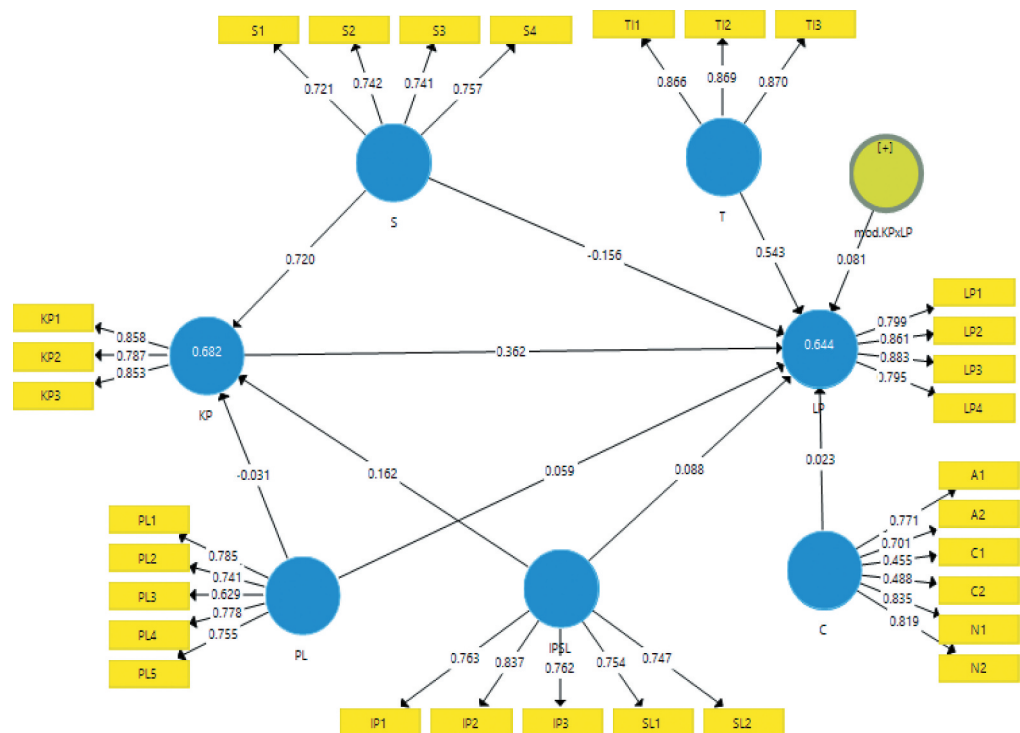 S1 S2 S3 S4 TI1 TI2 TI3
0.721 0.742 0.741 0.757 0.866 0.869 0.870
[+]
S T mod.KPxLP
0.720 -0.156 0.543 0.081
KP1 0.858 0.799 LP1
KP2 0.787 0.682 0.362 0.644 0.861 LP2
KP3 0.853 0.883 LP3
KP LP 0.795 LP4
-0.031 0.162 0.059 0.088 0.023
PL1 0.785 0.771 A1
PL2 0.741 0.701 A2
PL3 0.629 0.455 C1
PL4 0.778 0.488 C2
PL5 0.755 0.835 N1
0.819 N2
PL IPSL C
0.763 0.837 0.762 0.754 0.747
IP1 IP2 IP3 SL1 SL2